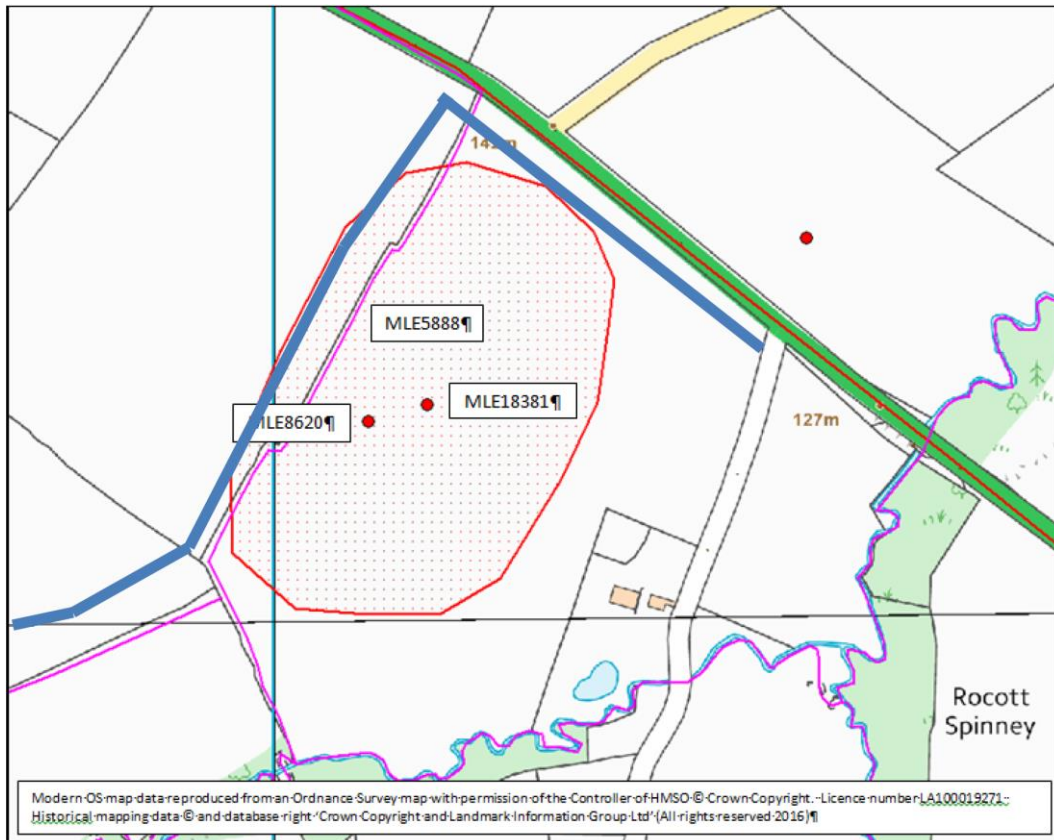 MLE5888¶
MLE18381¶
MLE8620¶
127m
Rocott
Spinney
Modern·OS·map·data·reproduced·from·an·Ordnance·Survey·map·with·permission·of·the·Controller·of·HMSO·©·Crown·Copyright.··Licence·number·LA100019271·
Historical·mapping·data·©·and·database·right·'Crown·Copyright·and·Landmark·Information·Group·Ltd'·(All·rights·reserved·2016)¶